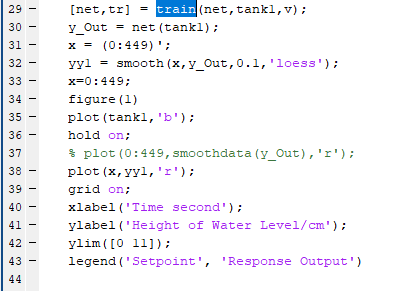 29 - [net,tr] = train(net,tank1,v);
30 - y_Out = net(tank1);
31 - x = (0:449)';
32 - yy1 = smooth(x,y_Out,0.1,'loess');
33 - x=0:449;
34 - figure(1)
35 - plot(tank1,'b');
36 - hold on;
37 % plot(0:449,smoothdata(y_Out),'r');
38 - plot(x,yy1,'r');
39 - grid on;
40 - xlabel('Time second');
41 - ylabel('Height of Water Level/cm');
42 - ylim([0 11]);
43 - legend('Setpoint', 'Response Output')
44